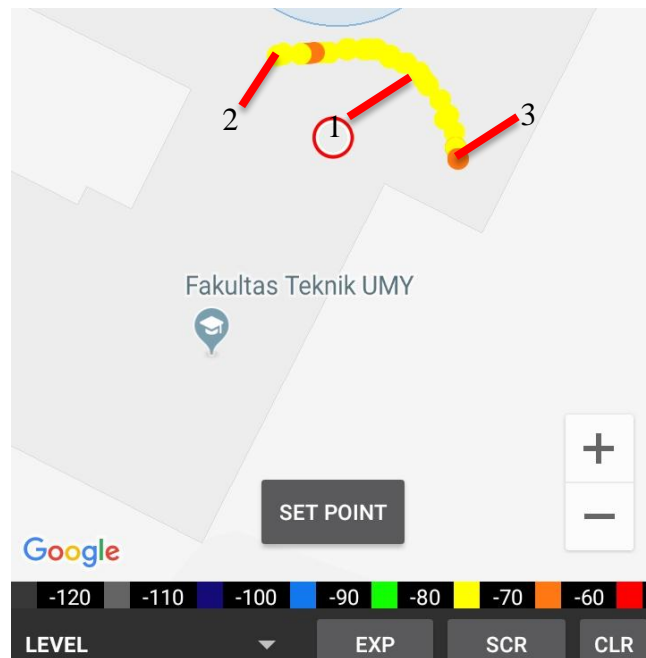 2
1
3
Fakultas Teknik UMY
+
SET POINT
−
Google
-120 -110 -100 -90 -80 -70 -60
LEVEL EXP SCR CLR